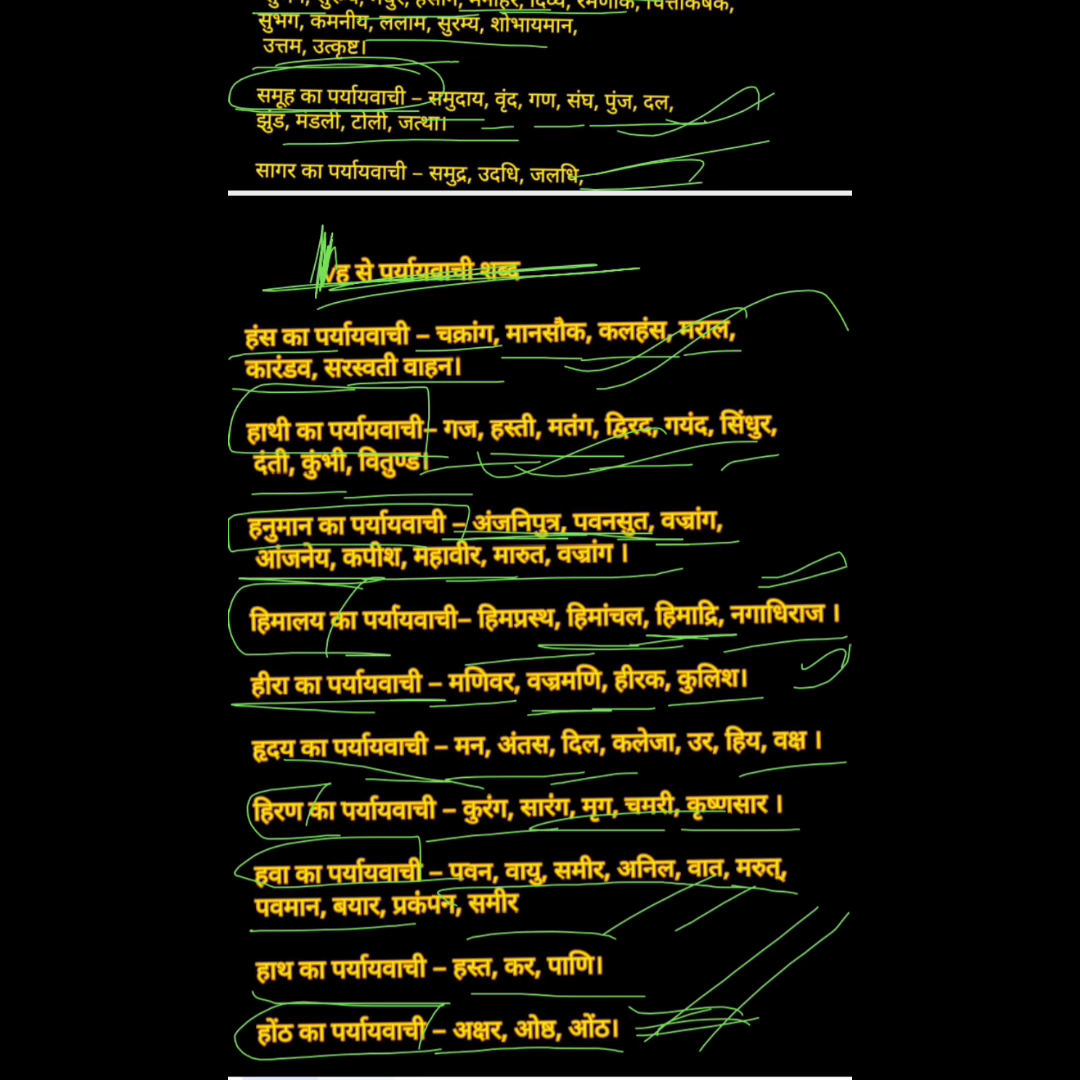 सुभग, कमनीय, ललाम, सुरम्य, शोभायमान,
उत्तम, उत्कृष्ट।
समूह का पर्यायवाची – समुदाय, वृंद, गण, संघ, पुंज, दल,
झुंड, मंडली, टोली, जत्था।
सागर का पर्यायवाची – समुद्र, उदधि, जलधि,
ह से पर्यायवाची शब्द
हंस का पर्यायवाची – चक्रांग, मानसौक, कलहंस, मराल,
कारंडव, सरस्वती वाहन।
हाथी का पर्यायवाची– गज, हस्ती, मतंग, द्विरद, गयंद, सिंधुर,
दंती, कुंभी, वितुण्ड।
हनुमान का पर्यायवाची – अंजनिपुत्र, पवनसुत, वज्रांग,
आंजनेय, कपीश, महावीर, मारुत, वज्रांग ।
हिमालय का पर्यायवाची– हिमप्रस्थ, हिमांचल, हिमाद्रि, नगाधिराज ।
हीरा का पर्यायवाची – मणिवर, वज्रमणि, हीरक, कुलिश।
हृदय का पर्यायवाची – मन, अंतस, दिल, कलेजा, उर, हिय, वक्ष ।
हिरण का पर्यायवाची – कुरंग, सारंग, मृग, चमरी, कृष्णसार ।
हवा का पर्यायवाची – पवन, वायु, समीर, अनिल, वात, मरुत्,
पवमान, बयार, प्रकंपन, समीर
हाथ का पर्यायवाची – हस्त, कर, पाणि।
होंठ का पर्यायवाची – अक्षर, ओष्ठ, ओंठ।